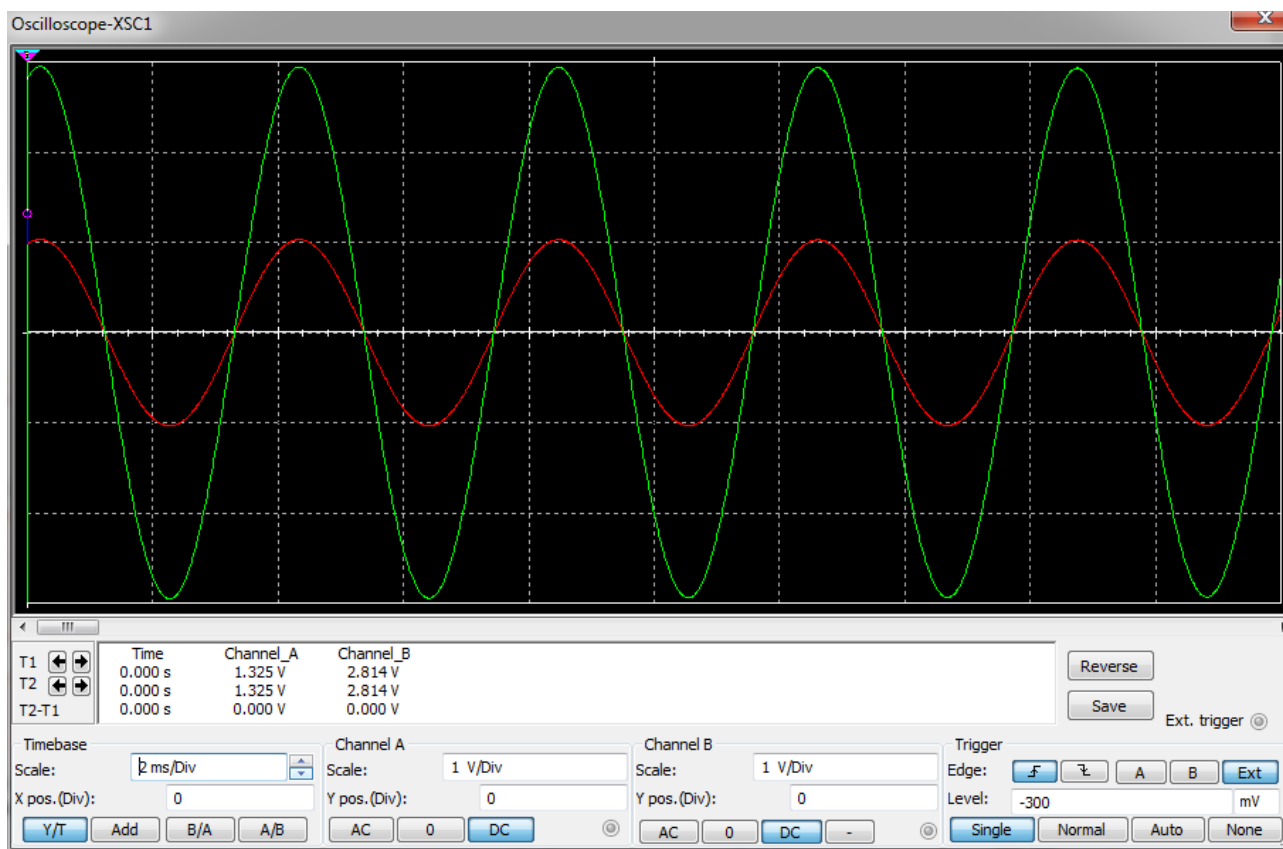 Oscilloscope-XSC1
Time Channel_A Channel_B
T1 0.000 s 1.325 V 2.814 V
T2 0.000 s 1.325 V 2.814 V
T2-T1 0.000 s 0.000 V 0.000 V
Reverse
Save
Ext. trigger
Timebase
Scale: 2 ms/Div
X pos.(Div): 0
Y/T Add B/A A/B
Channel A
Scale: 1 V/Div
Y pos.(Div): 0
AC 0 DC
Channel B
Scale: 1 V/Div
Y pos.(Div): 0
AC 0 DC -
Trigger
Edge: A B Ext
Level: -300 mV
Single Normal Auto None